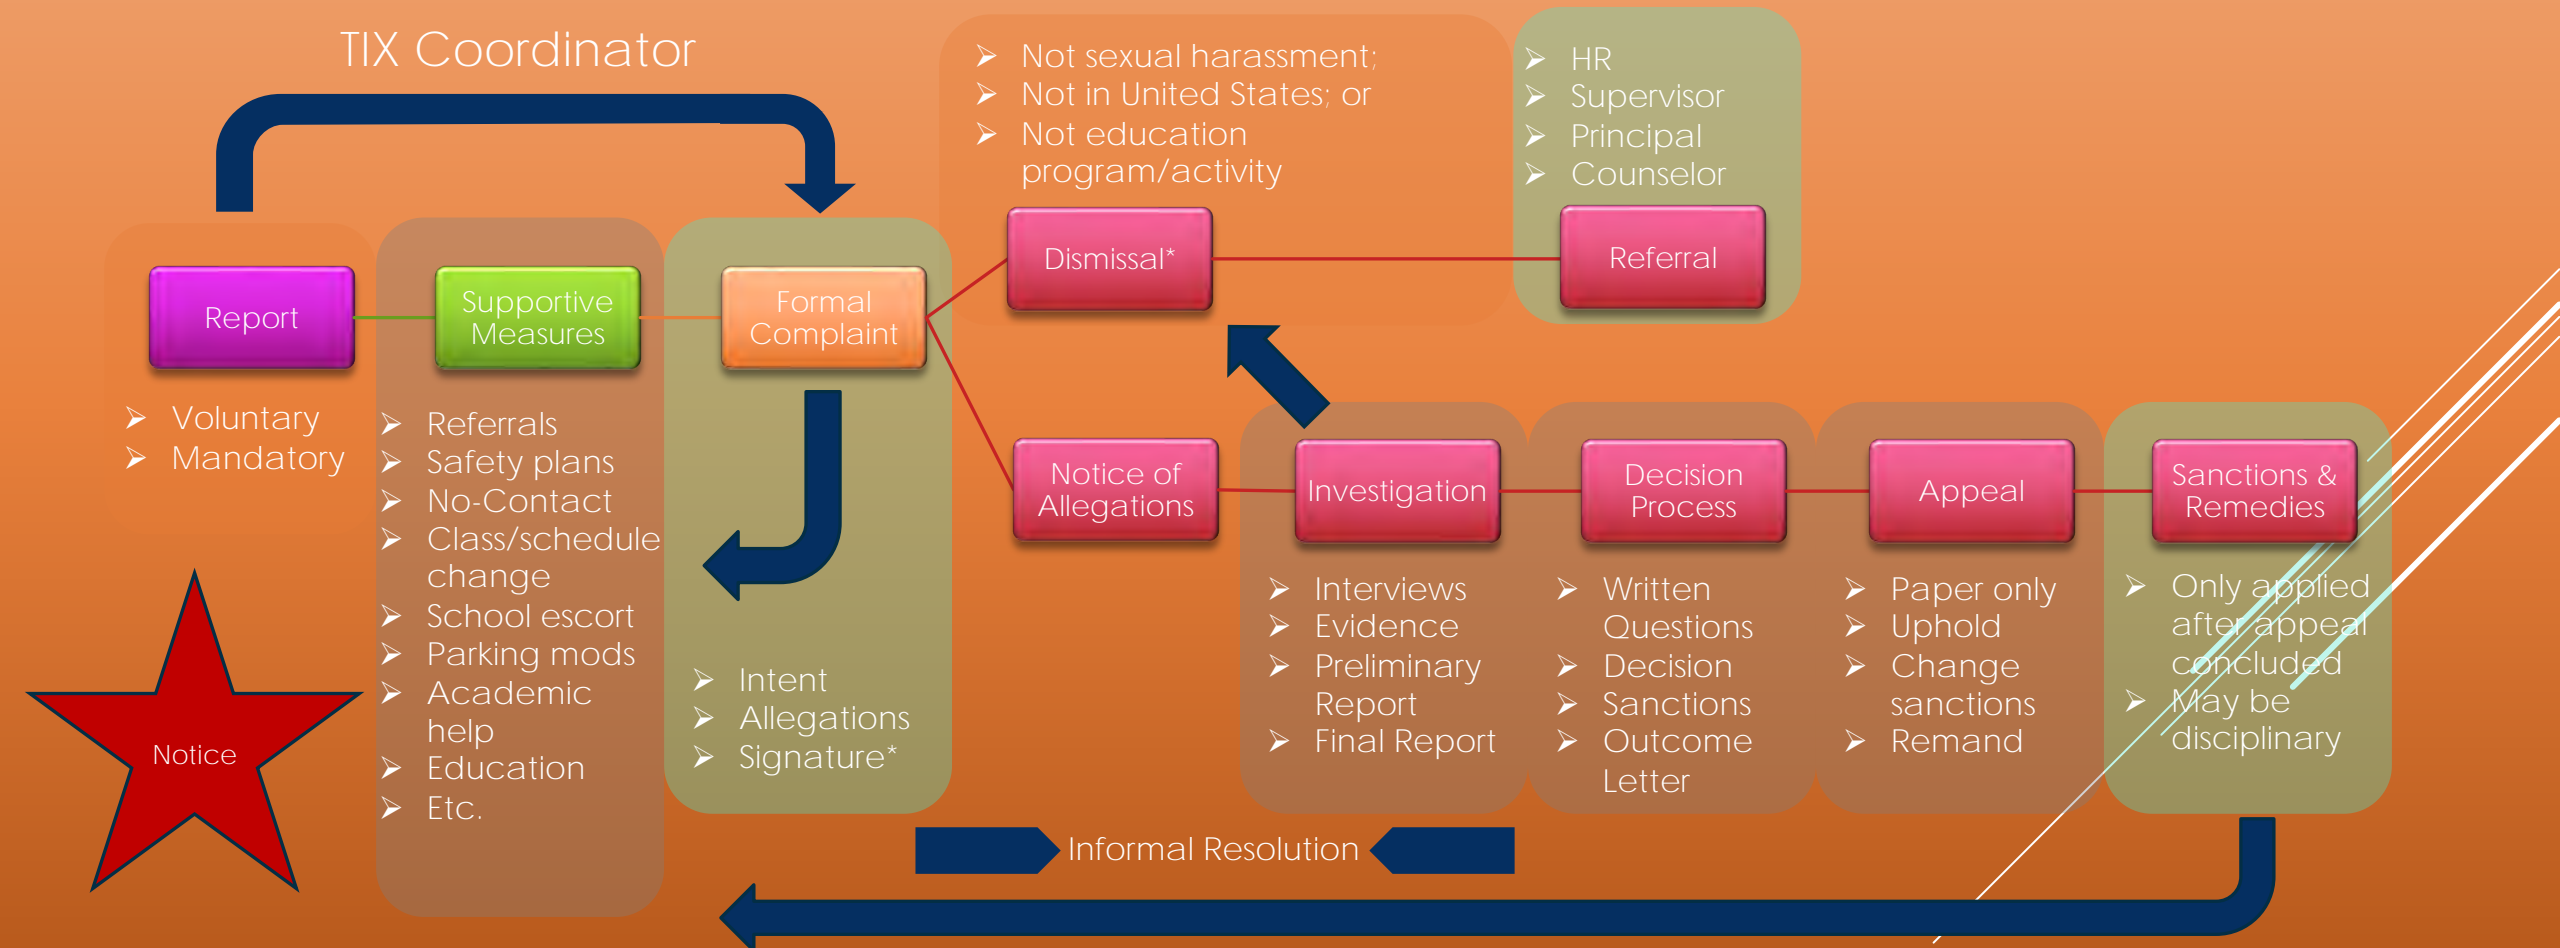 TIX Coordinator
Not sexual harassment;
Not in United States; or
Not education
program/activity
HR
Supervisor
Principal
Counselor
Dismissal*
Referral
Report
Supportive
Measures
Formal
Complaint
Voluntary
Mandatory
Referrals
Safety plans
No-Contact
Class/schedule
change
School escort
Parking mods
Academic
help
Education
Etc.
Intent
Allegations
Signature*
Notice of
Allegations
Investigation
Decision
Process
Appeal
Sanctions &
Remedies
Interviews
Evidence
Preliminary
Report
Final Report
Written
Questions
Decision
Sanctions
Outcome
Letter
Paper only
Uphold
Change
sanctions
Remand
Only applied
after appeal
concluded
May be
disciplinary
Notice
Informal Resolution